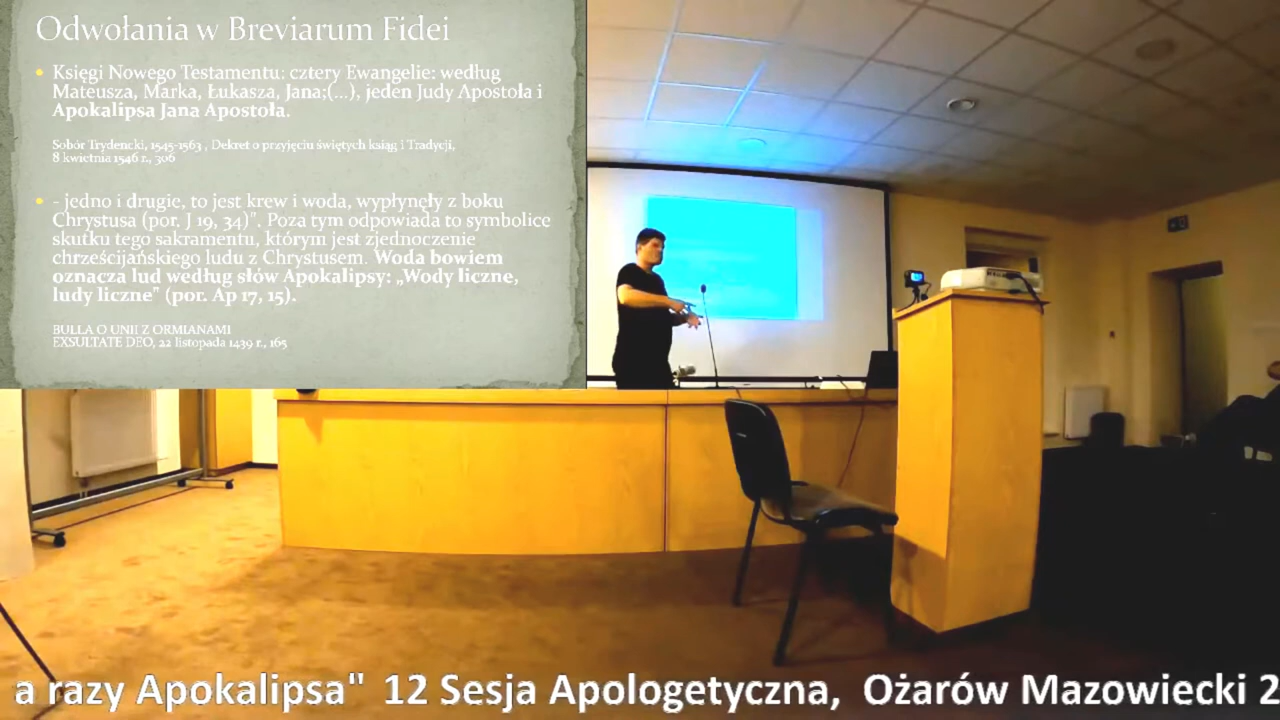 Odwołania w Breviarum Fidei
• Księgi Nowego Testamentu: cztery Ewangelie: według
Mateusza, Marka, Łukasza, Jana;(...), jeden Judy Apostoła i
Apokalipsa Jana Apostoła.
Sobór Trydencki, 1545-1563 , Dekret o przyjęciu świętych ksiąg i Tradycji,
8 kwietnia 1546 r., 306
• - jedno i drugie, to jest krew i woda, wypłynęły z boku
Chrystusa (por. J 19, 34)”. Poza tym odpowiada to symbolice
skutku tego sakramentu, którym jest zjednoczenie
chrześcijańskiego ludu z Chrystusem. Woda bowiem
oznacza lud według słów Apokalipsy: „Wody liczne,
ludy liczne” (por. Ap 17, 15).
BULLA O UNII Z ORMIANAMI
EXSULTATE DEO, 22 listopada 1439 r., 165
a razy Apokalipsa" 12 Sesja Apologetyczna, Ożarów Mazowiecki 2